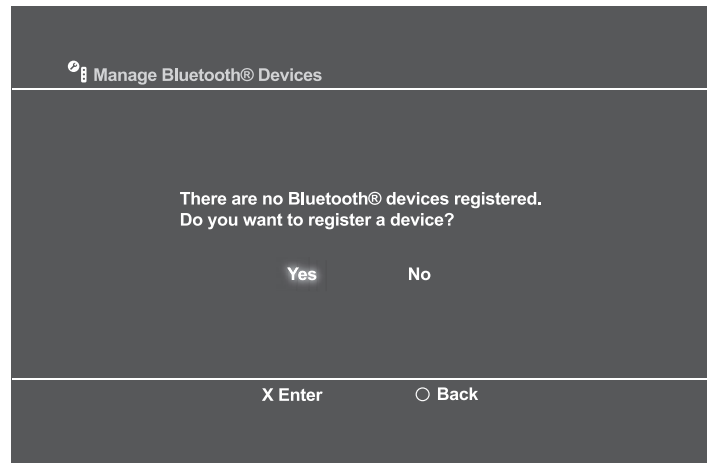 Manage Bluetooth® Devices
There are no Bluetooth® devices registered.
Do you want to register a device?
Yes No
X Enter ○ Back